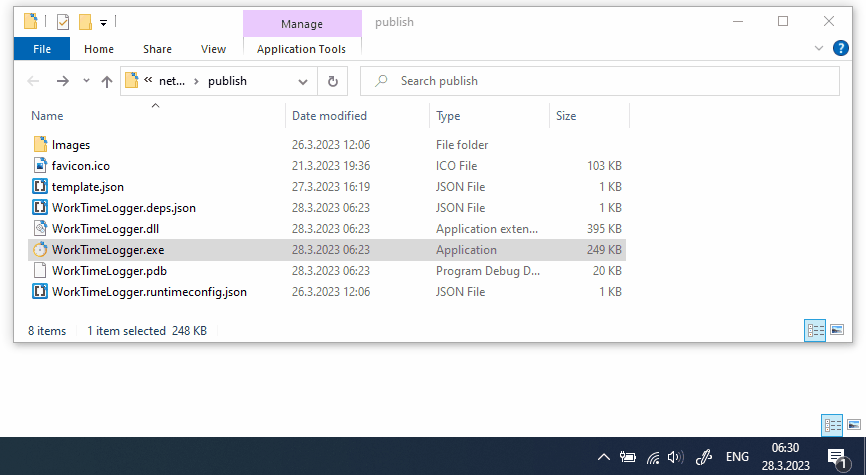 Manage
publish
File
Home
Share
View
Application Tools
?
« net... > publish
Search publish
Name
Date modified
Type
Size
Images
26.3.2023 12:06
File folder
favicon.ico
21.3.2023 19:36
ICO File
103 KB
template.json
27.3.2023 16:19
JSON File
1 KB
WorkTimeLogger.deps.json
28.3.2023 06:23
JSON File
1 KB
WorkTimeLogger.dll
28.3.2023 06:23
Application exten...
395 KB
WorkTimeLogger.exe
28.3.2023 06:23
Application
249 KB
WorkTimeLogger.pdb
28.3.2023 06:23
Program Debug D...
20 KB
WorkTimeLogger.runtimeconfig.json
26.3.2023 12:06
JSON File
1 KB
8 items
1 item selected 248 KB
ENG
06:30
28.3.2023
1